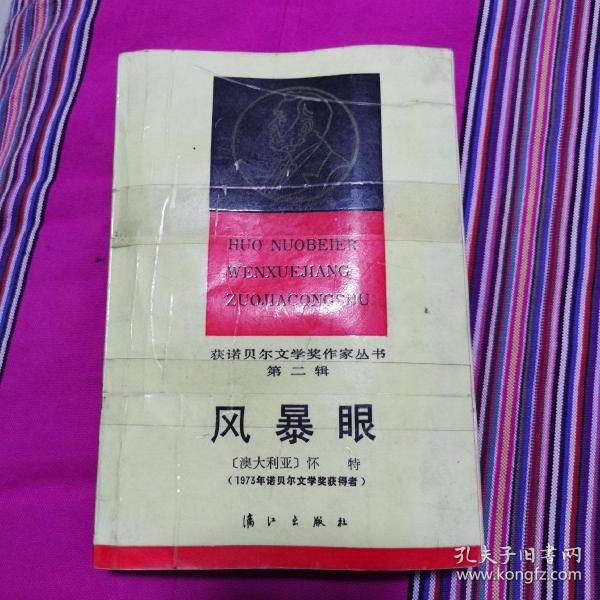 HUO NUOBEIER
WENXUEJIANG
ZUOJIACONGSHU
获诺贝尔文学奖作家丛书
第二辑
风暴眼
〔澳大利亚〕怀 特
(1973年诺贝尔文学奖获得者)
漓江出版社
孔夫子旧书网
www.kongfz.com